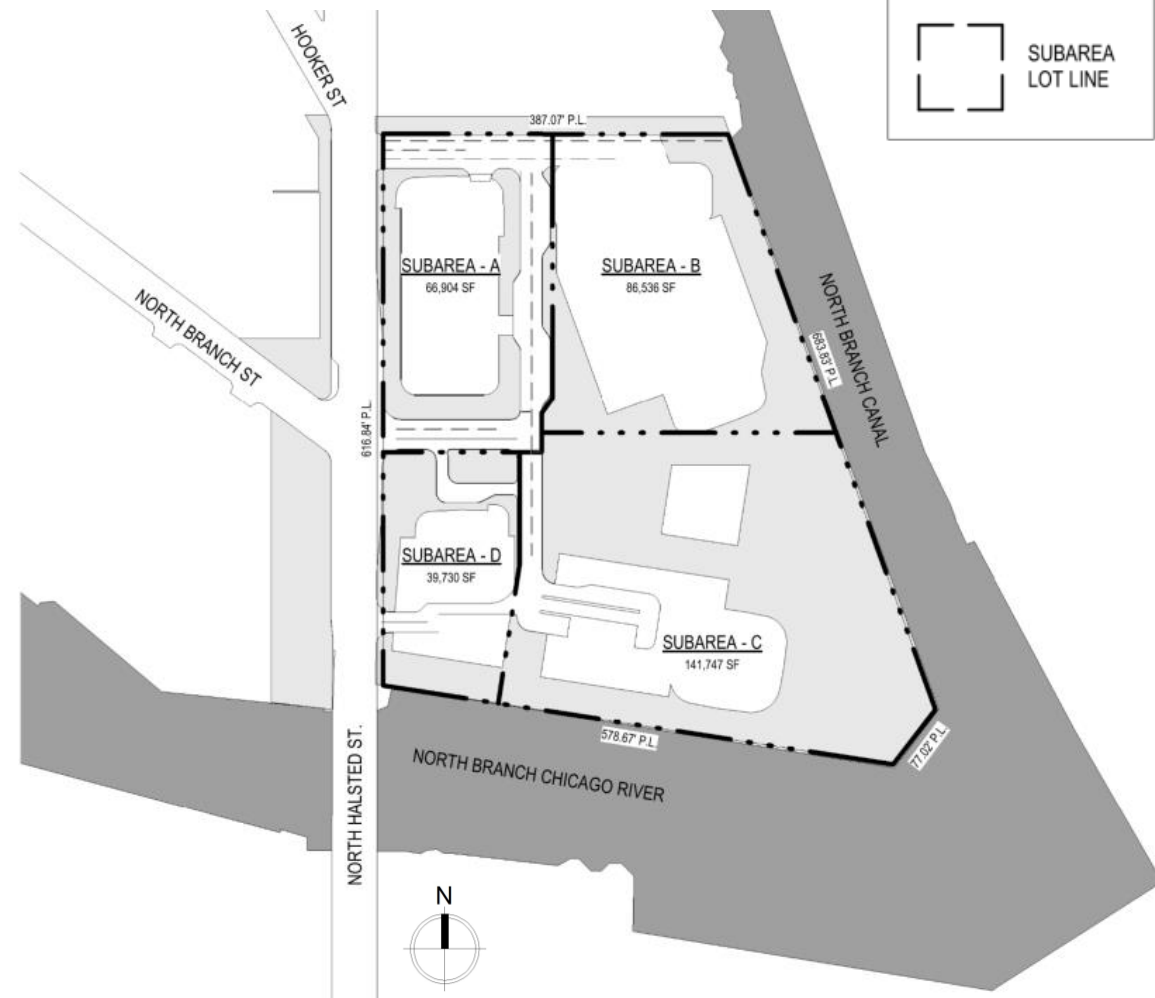 SUBAREA
LOT LINE
HOOKER ST
387.07' P.L.
SUBAREA - A
66,904 SF
SUBAREA - B
86,536 SF
NORTH BRANCH ST
NORTH BRANCH CANAL
683.83' P.L.
616.84' P.L.
SUBAREA - D
39,730 SF
SUBAREA - C
141,747 SF
578.67' P.L.
77.02' P.L.
NORTH BRANCH CHICAGO RIVER
NORTH HALSTED ST.
N